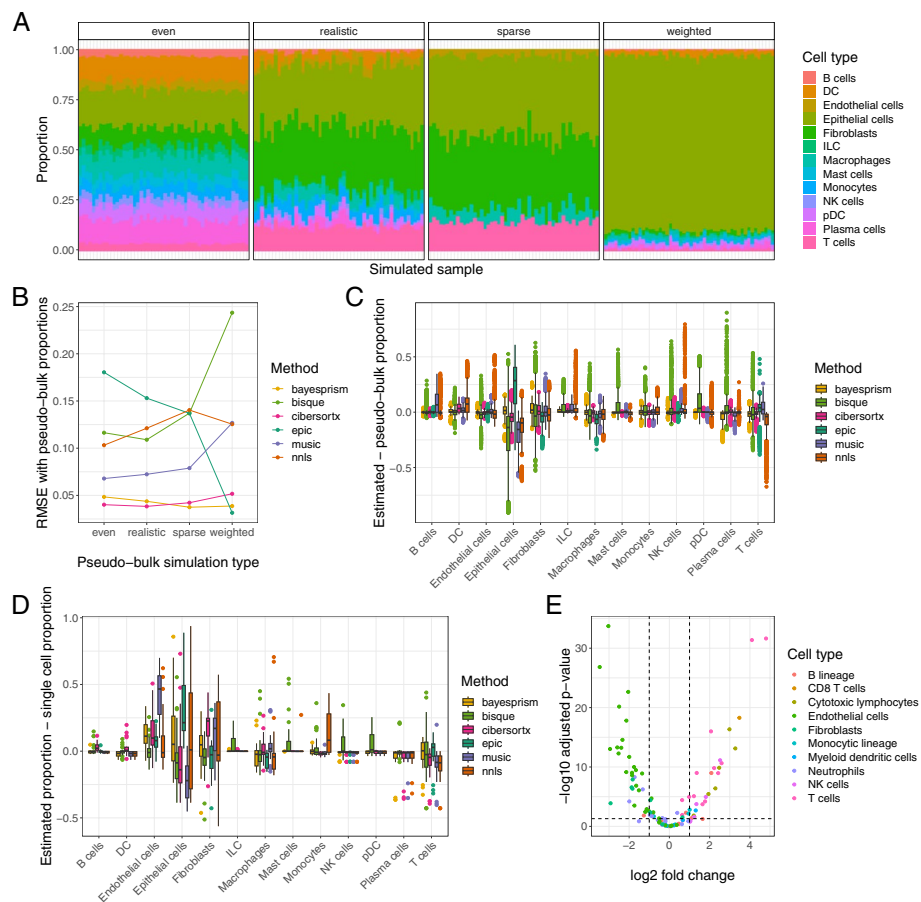 A
even
realistic
sparse
weighted
1.00
0.75
0.50
0.25
0.00
Proportion
Simulated sample
Cell type
B cells
DC
Endothelial cells
Epithelial cells
Fibroblasts
ILC
Macrophages
Mast cells
Monocytes
NK cells
pDC
Plasma cells
T cells
B
RMSE with pseudo−bulk proportions
0.25
0.20
0.15
0.10
0.05
even
realistic
sparse
weighted
Pseudo−bulk simulation type
Method
bayesprism
bisque
cibersortx
epic
music
nnls
C
Estimated − pseudo−bulk proportion
0.5
0.0
−0.5
B cells
DC
Endothelial cells
Epithelial cells
Fibroblasts
ILC
Macrophages
Mast cells
Monocytes
NK cells
pDC
Plasma cells
T cells
Method
bayesprism
bisque
cibersortx
epic
music
nnls
D
Estimated proportion − single cell proportion
1.0
0.5
0.0
−0.5
B cells
DC
Endothelial cells
Epithelial cells
Fibroblasts
ILC
Macrophages
Mast cells
Monocytes
NK cells
pDC
Plasma cells
T cells
Method
bayesprism
bisque
cibersortx
epic
music
nnls
E
−log10 adjusted p−value
30
20
10
0
−2
0
2
4
log2 fold change
Cell type
B lineage
CD8 T cells
Cytotoxic lymphocytes
Endothelial cells
Fibroblasts
Monocytic lineage
Myeloid dendritic cells
Neutrophils
NK cells
T cells